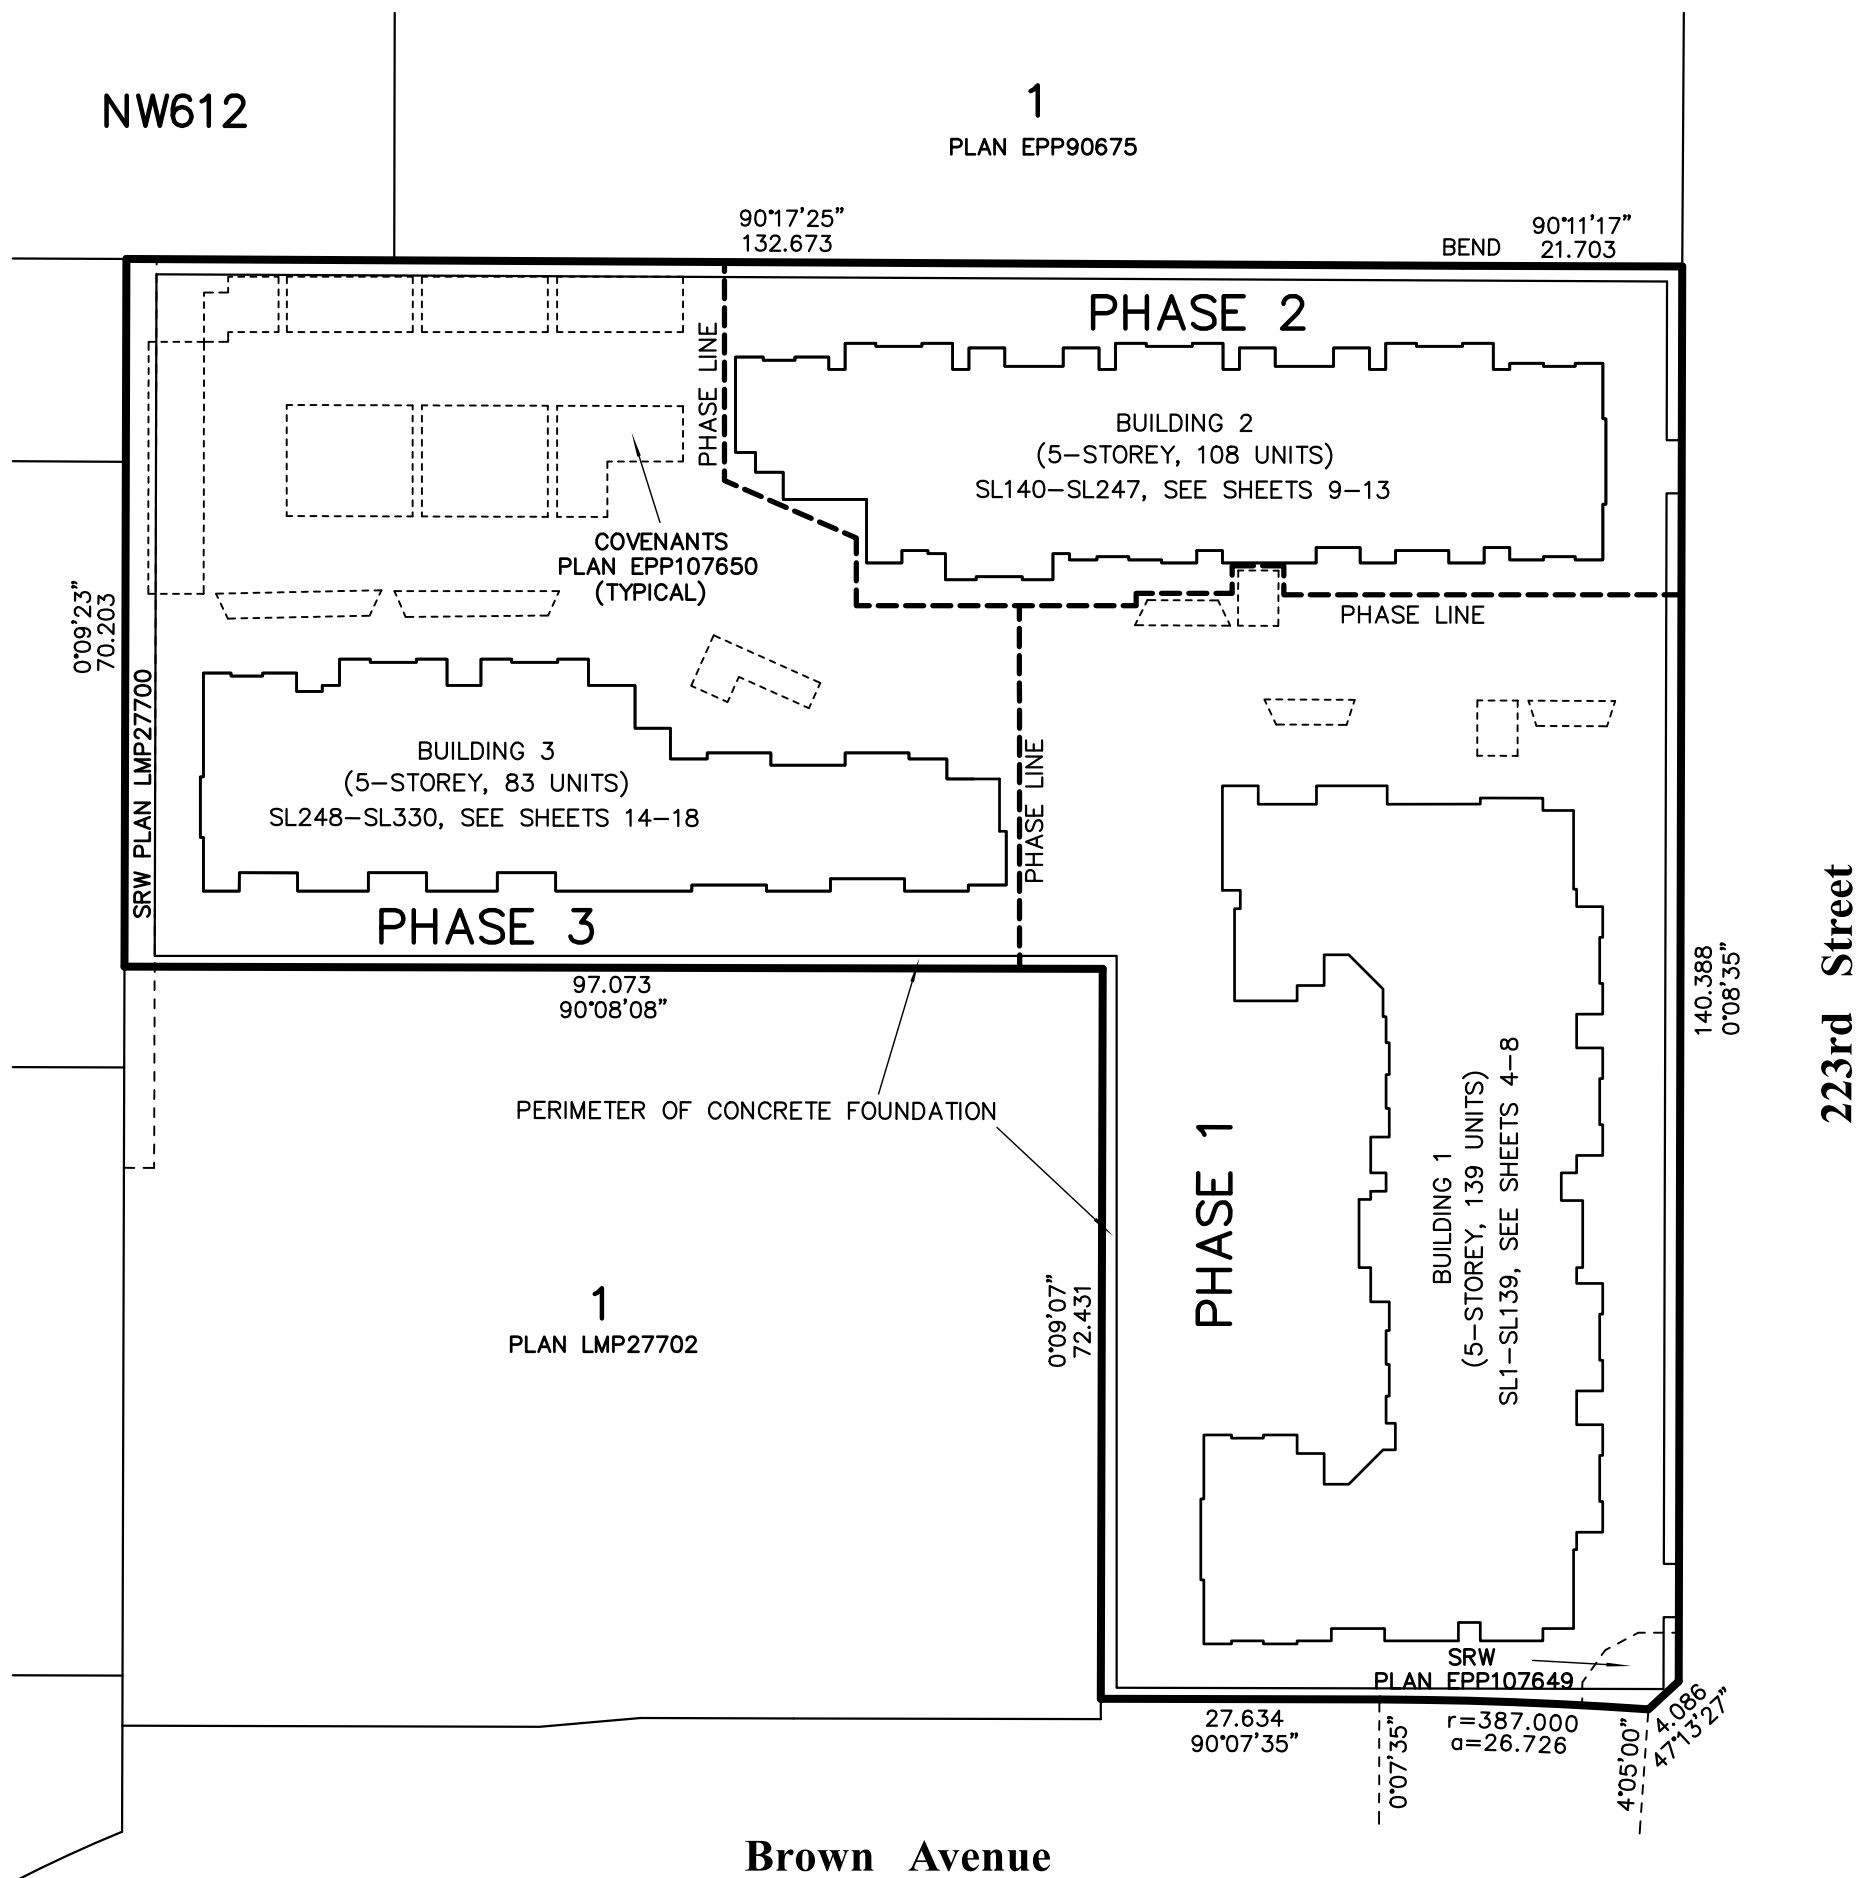 NW612
1
PLAN EPP90675
90°17'25"
132.673
BEND
90°11'17"
21.703
PHASE 2
PHASE LINE
BUILDING 2
(5-STOREY, 108 UNITS)
SL140-SL247, SEE SHEETS 9-13
COVENANTS
PLAN EPP107650
(TYPICAL)
PHASE LINE
0°09'23"
70.203
SRW PLAN LMP27700
BUILDING 3
(5-STOREY, 83 UNITS)
SL248-SL330, SEE SHEETS 14-18
PHASE LINE
PHASE 3
97.073
90°08'08"
140.388
0°08'35"
223rd Street
PERIMETER OF CONCRETE FOUNDATION
PHASE 1
BUILDING 1
(5-STOREY, 139 UNITS)
SL1-SL139, SEE SHEETS 4-8
0°09'07"
72.431
1
PLAN LMP27702
SRW
PLAN EPP107649
27.634
90°07'35"
0°07'35"
r=387.000
a=26.726
4°05'00"
4.086
47°13'27"
Brown Avenue